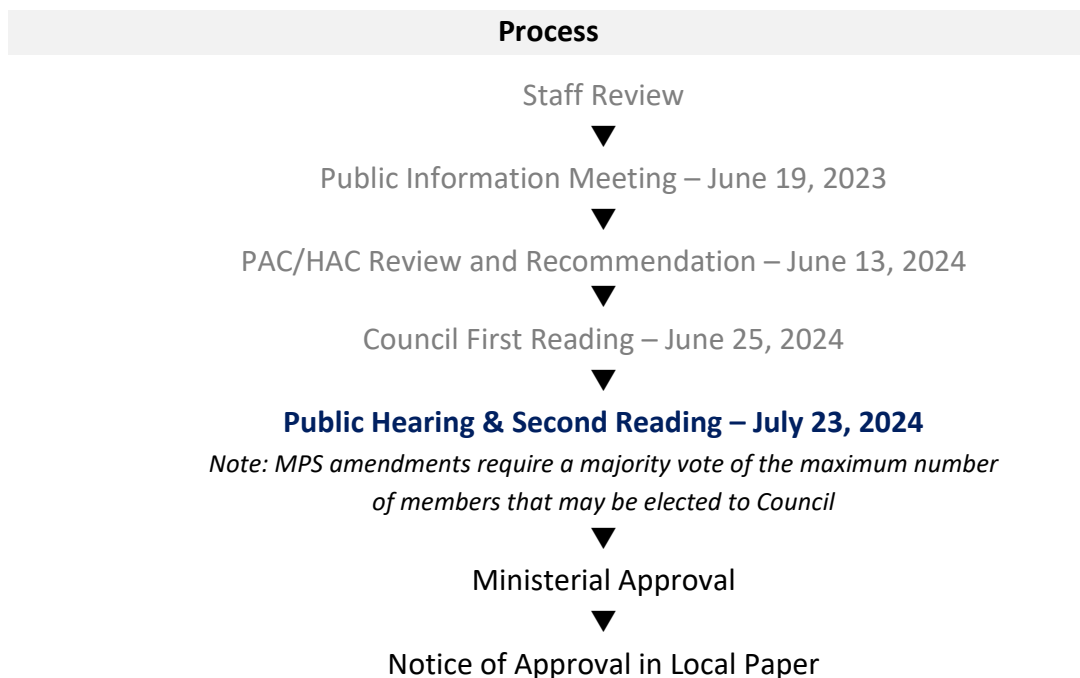 Process
Staff Review
Public Information Meeting – June 19, 2023
PAC/HAC Review and Recommendation – June 13, 2024
Council First Reading – June 25, 2024
Public Hearing & Second Reading – July 23, 2024
Note: MPS amendments require a majority vote of the maximum number
of members that may be elected to Council
Ministerial Approval
Notice of Approval in Local Paper